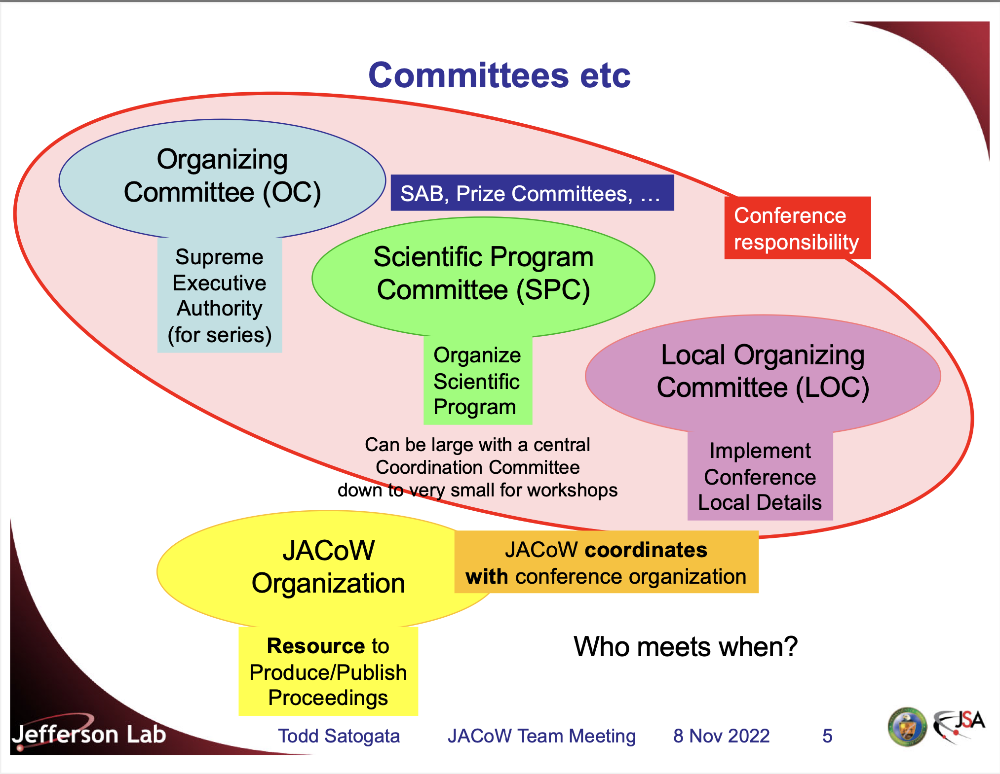 Committees etc
Organizing
Committee (OC)
SAB, Prize Committees, …
Conference
responsibility
Supreme
Executive
Authority
(for series)
Scientific Program
Committee (SPC)
Organize
Scientific
Program
Local Organizing
Committee (LOC)
Can be large with a central
Coordination Committee
down to very small for workshops
Implement
Conference
Local Details
JACoW
Organization
JACoW coordinates
with conference organization
Resource to
Produce/Publish
Proceedings
Who meets when?
Jefferson Lab
Todd Satogata
JACoW Team Meeting
8 Nov 2022
5
JSA